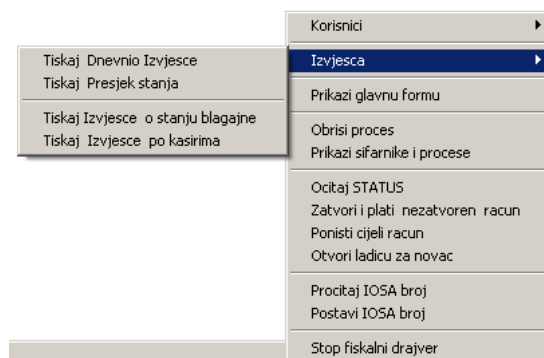 Korisnici
Izvjesca
Prikazi glavnu formu
Obrisi proces
Prikazi sifarnike i procese
Ocitaj STATUS
Zatvori i plati nezatvoren racun
Ponisti cijeli racun
Otvori ladicu za novac
Procitaj IOSA broj
Postavi IOSA broj
Stop fiskalni drajver
Tiskaj Dnevnio Izvjesce
Tiskaj Presjek stanja
Tiskaj Izvjesce o stanju blagajne
Tiskaj Izvjesce po kasirima